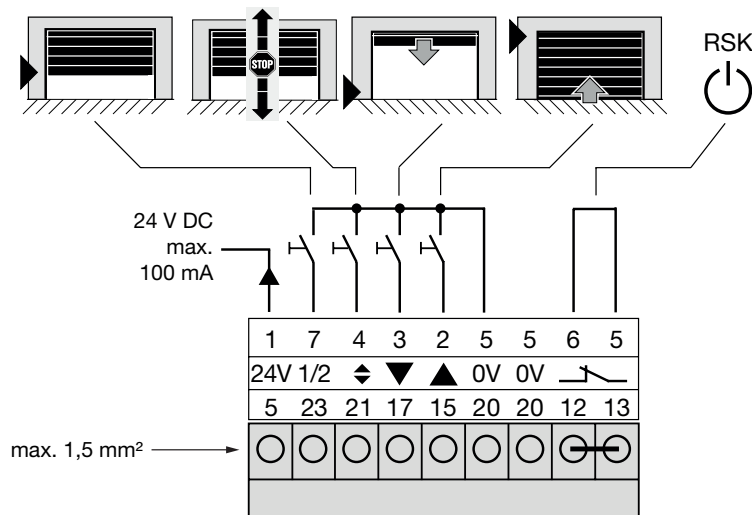 STOP
RSK
24 V DC
max.
100 mA
1 7 4 3 2 5 5 6 5
24V 1/2 0V 0V
5 23 21 17 15 20 20 12 13
max. 1,5 mm²